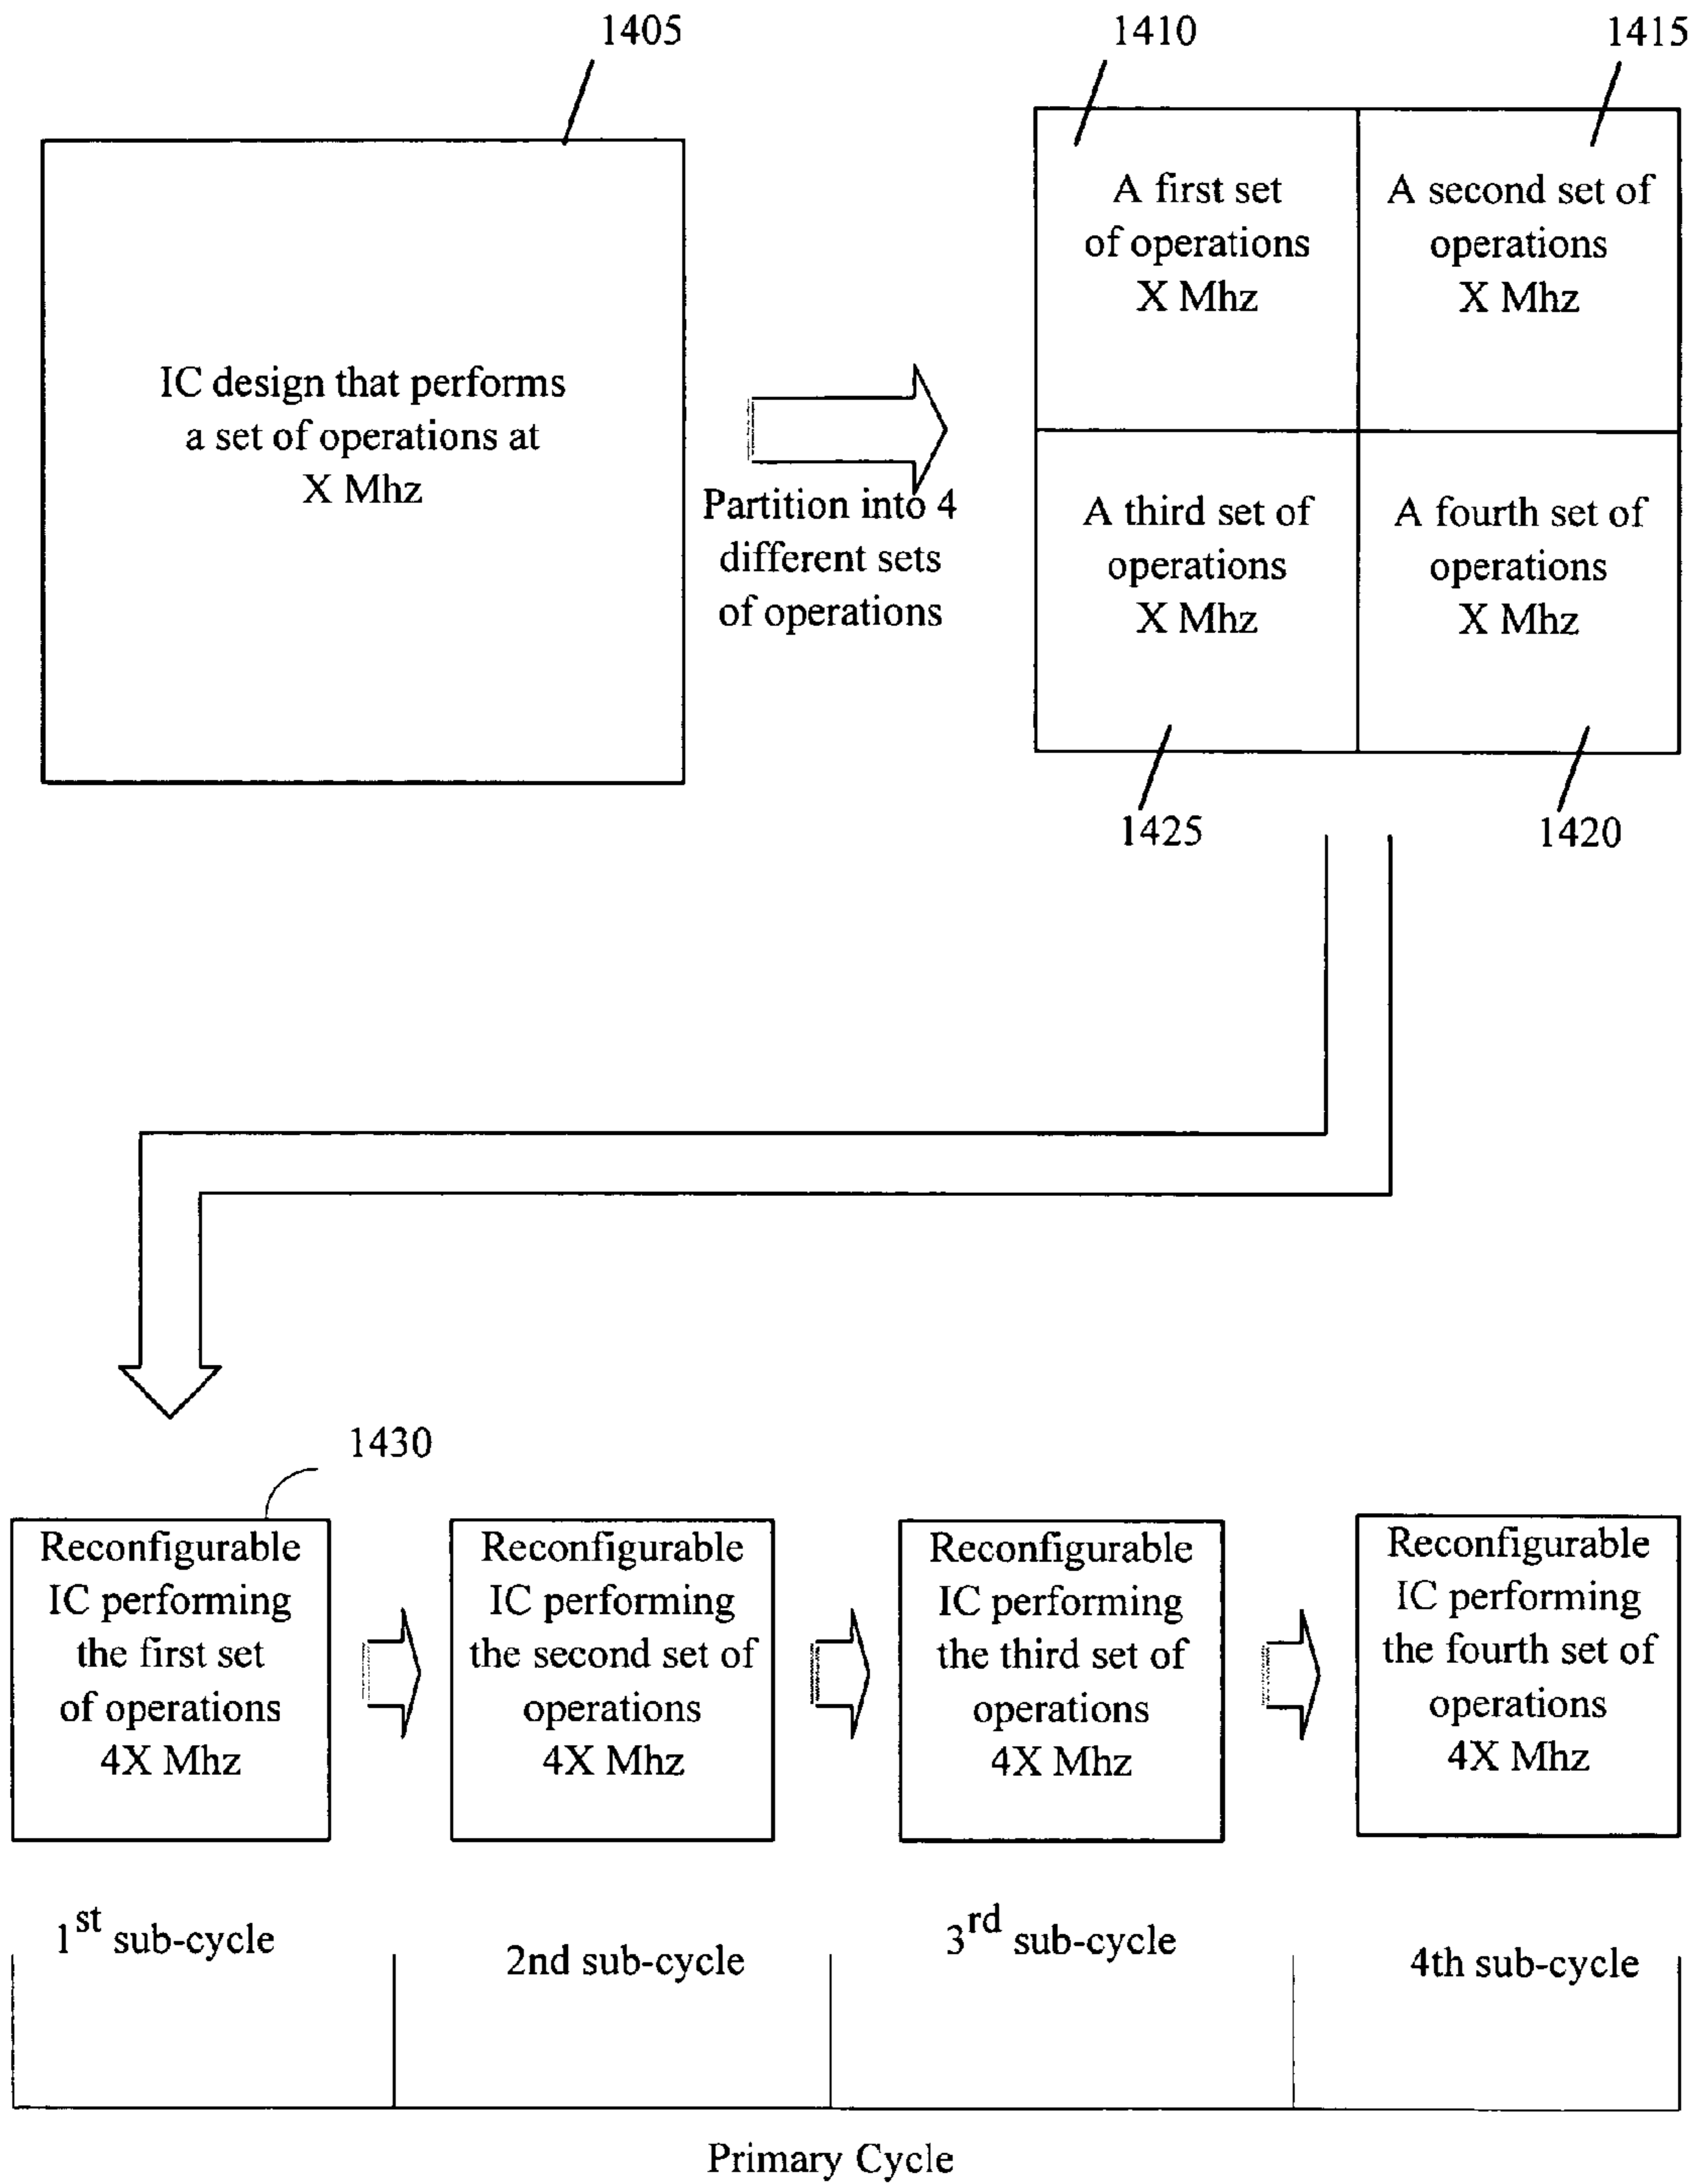 1405
1410
1415
IC design that performs
a set of operations at
X Mhz
Partition into 4
different sets
of operations
A first set
of operations
X Mhz
A second set of
operations
X Mhz
A third set of
operations
X Mhz
A fourth set of
operations
X Mhz
1425
1420
1430
Reconfigurable
IC performing
the first set
of operations
4X Mhz
Reconfigurable
IC performing
the second set of
operations
4X Mhz
Reconfigurable
IC performing
the third set of
operations
4X Mhz
Reconfigurable
IC performing
the fourth set of
operations
4X Mhz
1st sub-cycle
2nd sub-cycle
3rd sub-cycle
4th sub-cycle
Primary Cycle